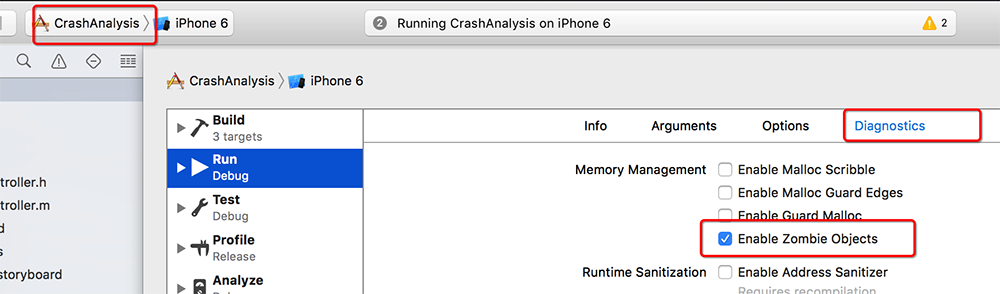 CrashAnalysis 〉 iPhone 6
2 Running CrashAnalysis on iPhone 6 2
CrashAnalysis 〉 iPhone 6
Build
3 targets
Run
Debug
Test
Debug
Profile
Release
Analyze
Debug
troller.h
troller.m
d
s
storyboard
Info Arguments Options Diagnostics
Memory Management Enable Malloc Scribble
Enable Malloc Guard Edges
Enable Guard Malloc
Enable Zombie Objects
Runtime Sanitization Enable Address Sanitizer
Requires recompilation